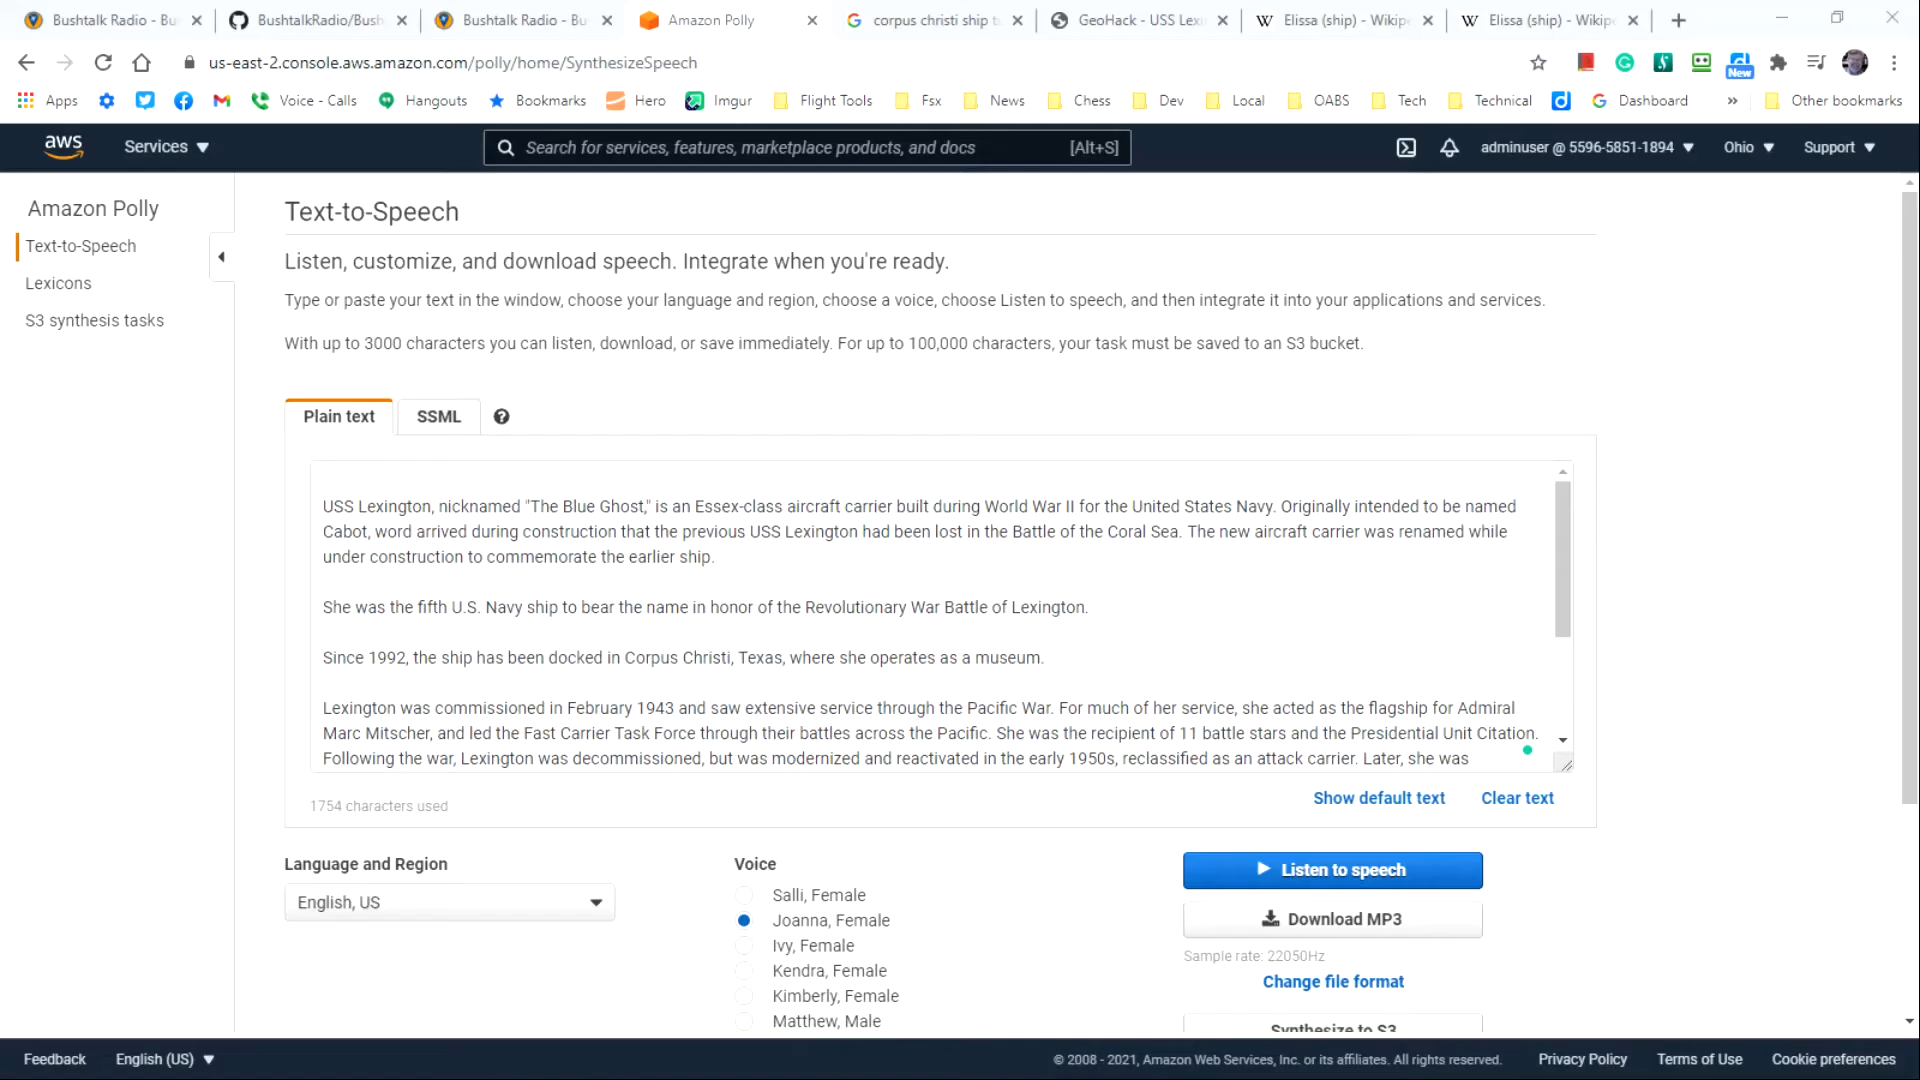 Bushtalk Radio - Bu
BushtalkRadio/Bush
Bushtalk Radio - Bu
Amazon Polly
corpus christi ship t
GeoHack - USS Lexi
Elissa (ship) - Wikipe
Elissa (ship) - Wikipe
us-east-2.console.aws.amazon.com/polly/home/SynthesizeSpeech
New
Apps
Voice - Calls
Hangouts
Bookmarks
Hero
Imgur
Flight Tools
Fsx
News
Chess
Dev
Local
OABS
Tech
Technical
Dashboard
»
Other bookmarks
aws
Services
Search for services, features, marketplace products, and docs
[Alt+S]
adminuser @ 5596-5851-1894
Ohio
Support
Amazon Polly
Text-to-Speech
Lexicons
S3 synthesis tasks
Text-to-Speech
Listen, customize, and download speech. Integrate when you're ready.
Type or paste your text in the window, choose your language and region, choose a voice, choose Listen to speech, and then integrate it into your applications and services.
With up to 3000 characters you can listen, download, or save immediately. For up to 100,000 characters, your task must be saved to an S3 bucket.
Plain text
SSML
?
USS Lexington, nicknamed "The Blue Ghost," is an Essex-class aircraft carrier built during World War II for the United States Navy. Originally intended to be named
Cabot, word arrived during construction that the previous USS Lexington had been lost in the Battle of the Coral Sea. The new aircraft carrier was renamed while
under construction to commemorate the earlier ship.
She was the fifth U.S. Navy ship to bear the name in honor of the Revolutionary War Battle of Lexington.
Since 1992, the ship has been docked in Corpus Christi, Texas, where she operates as a museum.
Lexington was commissioned in February 1943 and saw extensive service through the Pacific War. For much of her service, she acted as the flagship for Admiral
Marc Mitscher, and led the Fast Carrier Task Force through their battles across the Pacific. She was the recipient of 11 battle stars and the Presidential Unit Citation.
Following the war, Lexington was decommissioned, but was modernized and reactivated in the early 1950s, reclassified as an attack carrier. Later, she was
1754 characters used
Show default text
Clear text
Language and Region
English, US
Voice
Salli, Female
Joanna, Female
Ivy, Female
Kendra, Female
Kimberly, Female
Matthew, Male
Listen to speech
Download MP3
Sample rate: 22050Hz
Change file format
Synthesize to S3
Feedback
English (US)
© 2008 - 2021, Amazon Web Services, Inc. or its affiliates. All rights reserved.
Privacy Policy
Terms of Use
Cookie preferences